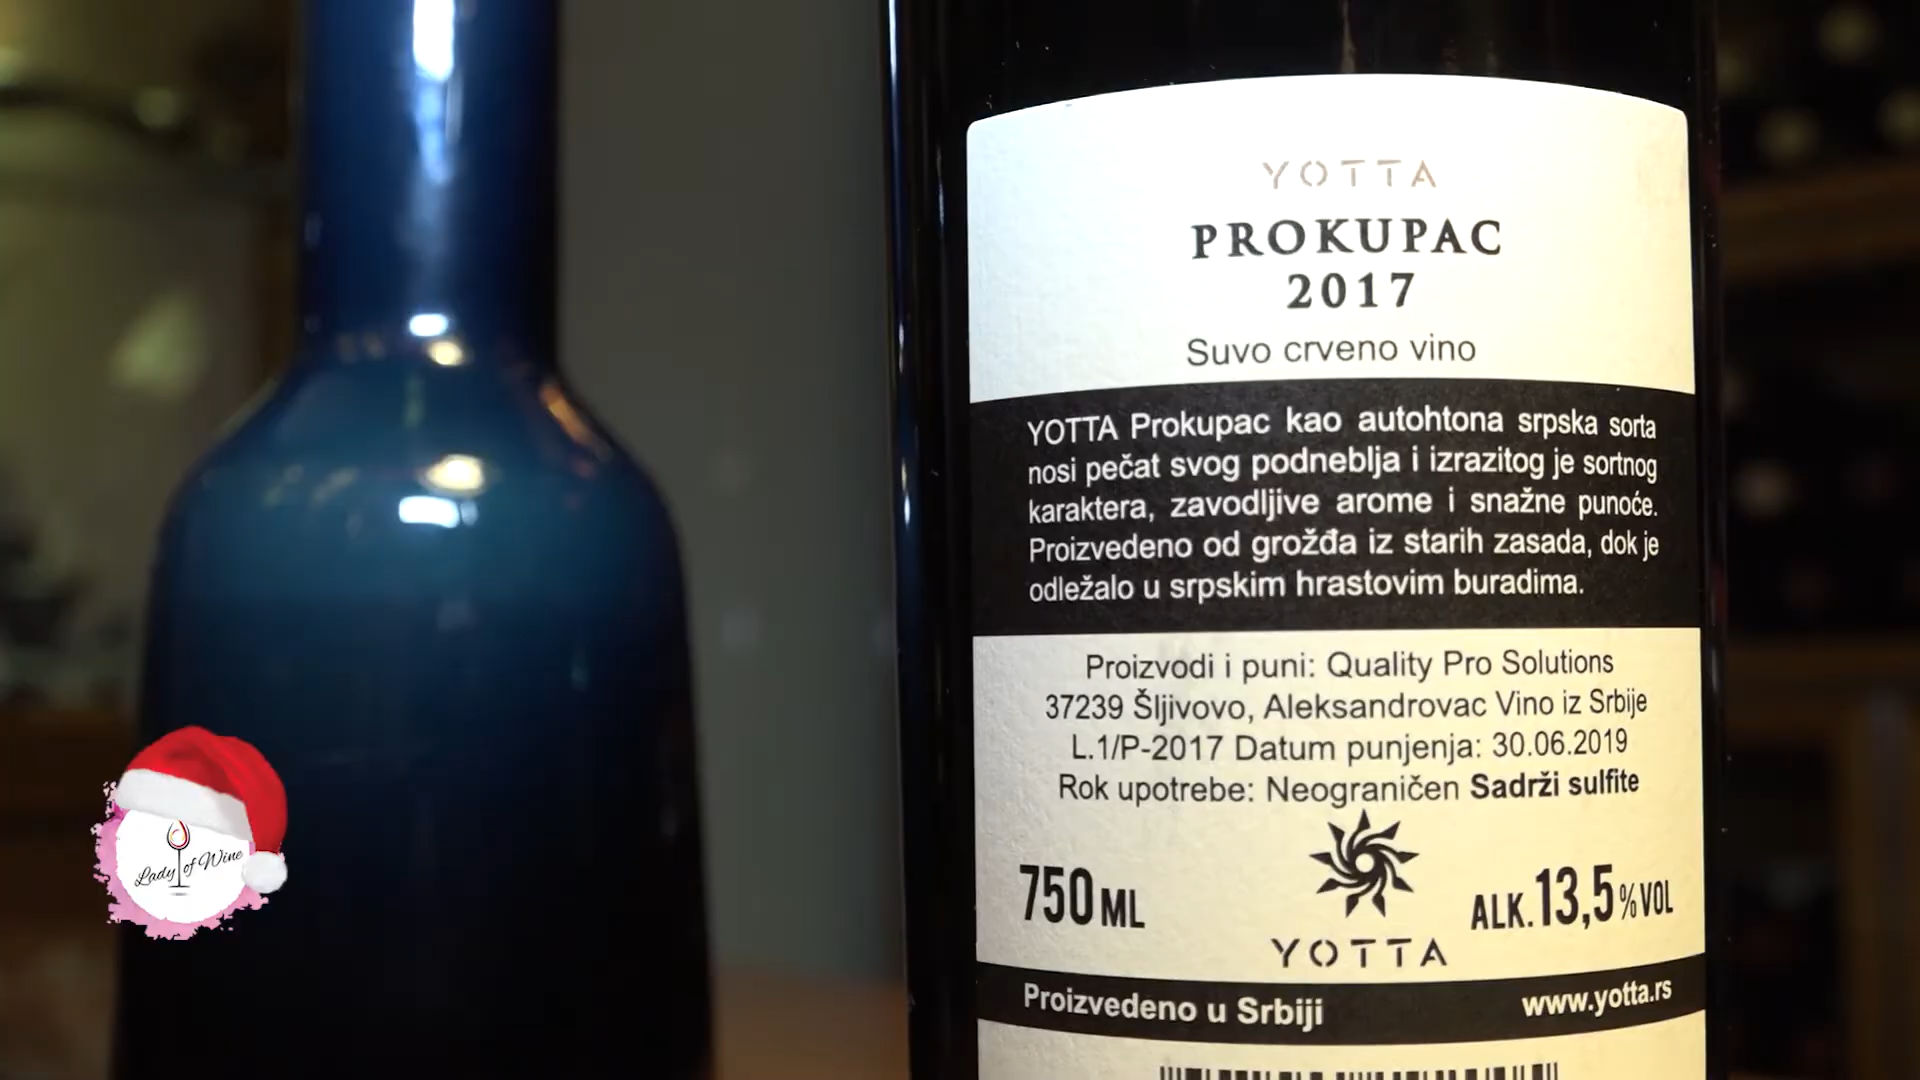 YOTTA
PROKUPAC
2017
Suvo crveno vino
YOTTA Prokupac kao autohtona srpska sorta
nosi pečat svog podneblja i izrazitog je sortnog
karaktera, zavodljive arome i snažne punoće.
Proizvedeno od grožđa iz starih zasada, dok je
odležalo u srpskim hrastovim buradima.
Proizvodi i puni: Quality Pro Solutions
37239 Šljivovo, Aleksandrovac Vino iz Srbije
L.1/P-2017 Datum punjenja: 30.06.2019
Rok upotrebe: Neograničen Sadrži sulfite
750 ML
ALK. 13,5 % VOL
YOTTA
Proizvedeno u Srbiji
www.yotta.rs
Lady of Wine